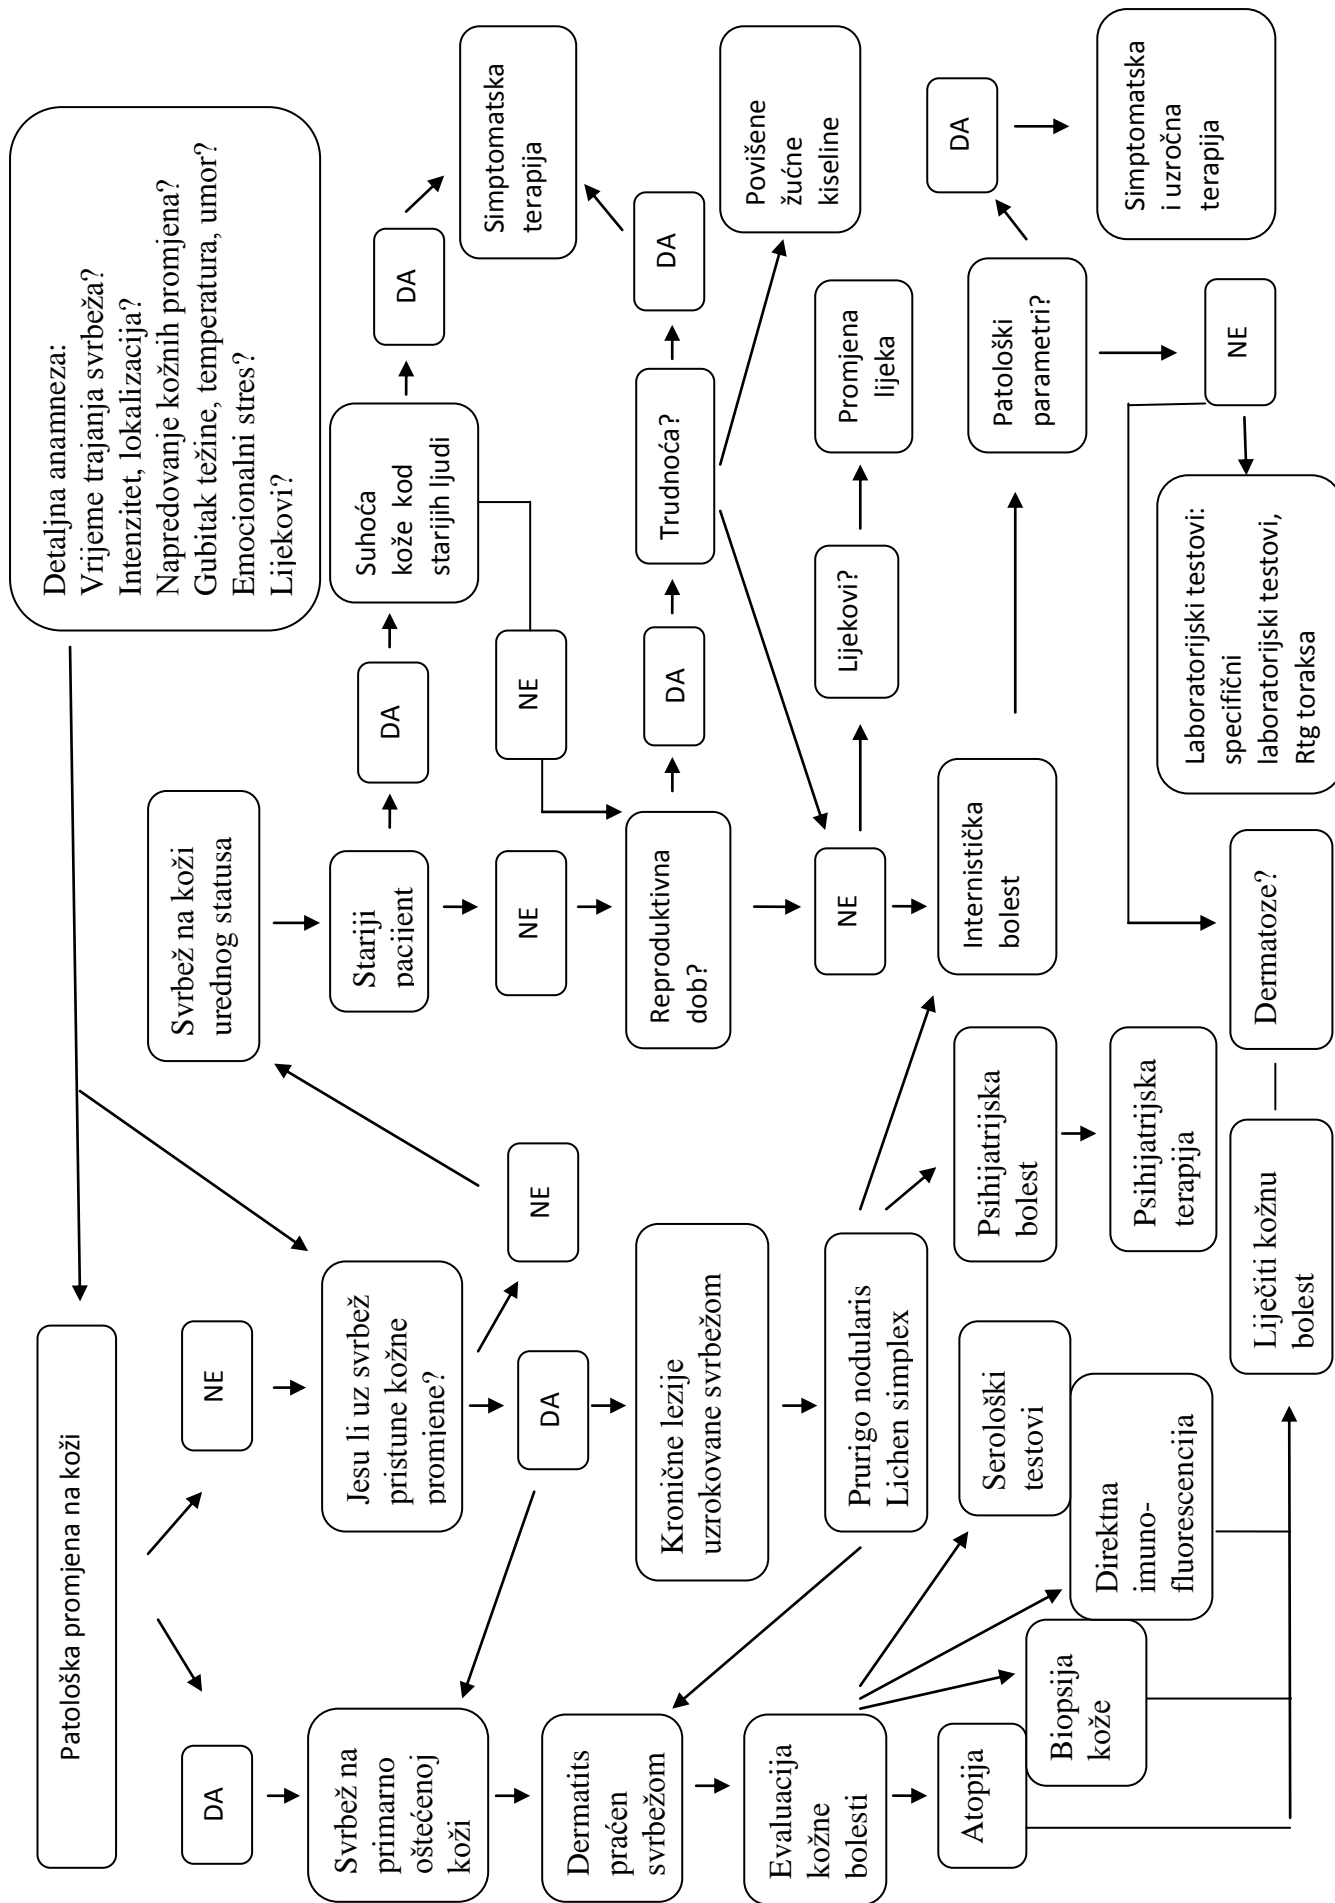 Patološka promjena na koži
Detaljna anamneza:
Vrijeme trajanja svrbeža?
Intenzitet, lokalizacija?
Napredovanje kožnih promjena?
Gubitak težine, temperatura, umor?
Emocionalni stres?
Lijekovi?
DA
NE
Svrbež na koži
urednog statusa
Svrbež na
primarno
oštećenoj
koži
Jesu li uz svrbež
pristune kožne
promjene?
Stariji
pacijent
DA
Suhoća
kože kod
starijih ljudi
DA
Simptomatska
terapija
DA
NE
NE
NE
Dermatits
praćen
svrbežom
Kronične lezije
uzrokovane svrbežom
Reproduktivna
dob?
DA
Trudnoća?
DA
Povišene
žućne
kiseline
Evaluacija
kožne
bolesti
Prurigo nodularis
Lichen simplex
NE
Lijekovi?
Promjena
lijeka
Atopija
Biopsija
kože
Direktna
imuno-
fluorescencija
Serološki
testovi
Psihijatrijska
bolest
Internistička
bolest
Patološki
parametri?
DA
Psihijatrijska
terapija
Simptomatska
i uzročna
terapija
Laboratorijski testovi:
specifični
laboratorijski testovi,
Rtg toraksa
NE
Liječiti kožnu
bolest
Dermatoze?